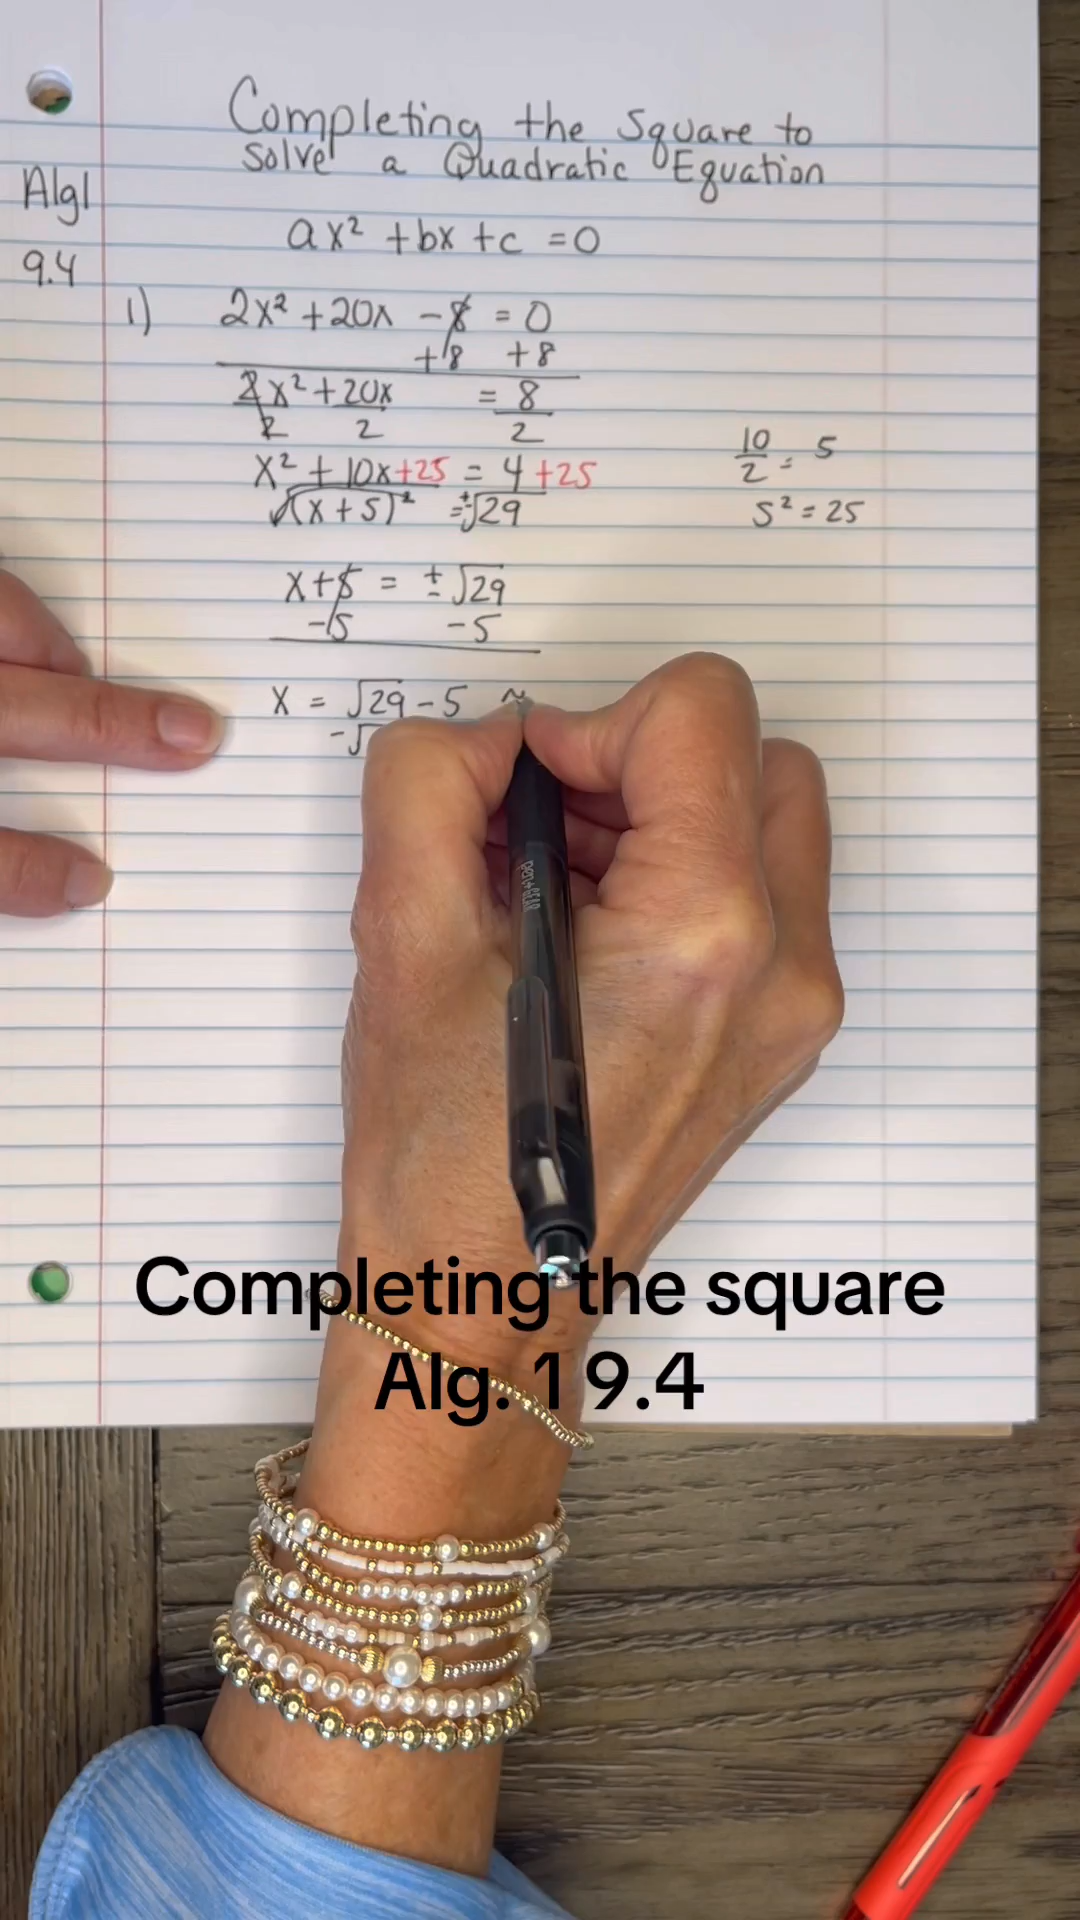 Completing the Square to
solve a Quadratic Equation
Alg1
9.4
ax² + bx + c = 0
1) 2x² + 20x - 8 = 0
+8 +8
2x² + 20x = 8
2 2 2
x² + 10x + 25 = 4 + 25
√(x + 5)² = ±√29
10/2 = 5
5² = 25
x + 5 = ±√29
-5 -5
x = √29 - 5 ≈
-√
Completing the square
Alg. 1 9.4